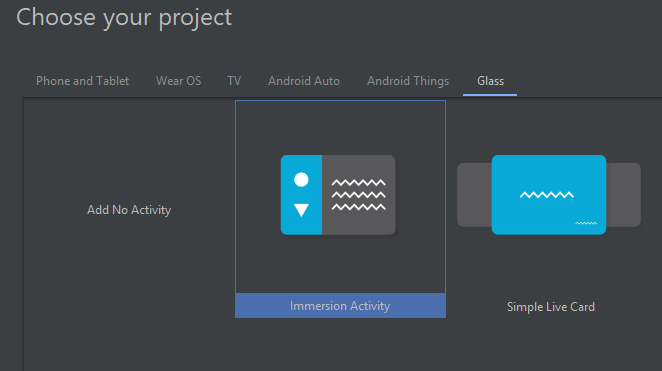 Choose your project
Phone and Tablet Wear OS TV Android Auto Android Things Glass
Add No Activity
Immersion Activity
Simple Live Card